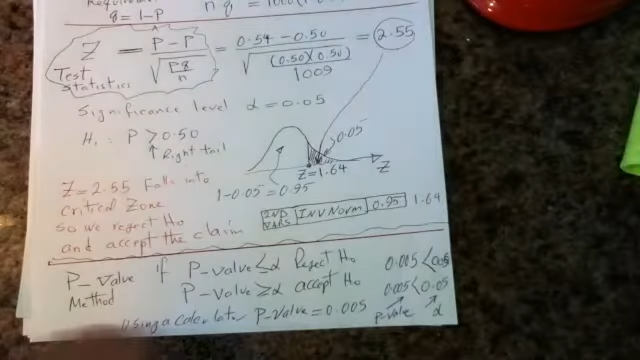 q = 1-P
Z = P̂ - P / √(Pq/n) = 0.54 - 0.50 / √((0.50)(0.50)/1009) = 2.55
Test
Statistics
Significance level α = 0.05
H₁ : P > 0.50
↑ Right tail
0.05
Z=1.64
Z
1-0.05 = 0.95
Z = 2.55 Falls into
critical Zone
so we reject H₀
and accept the claim
2ND VARS INVNorm 0.95 1.64
P-Value Method
if P-value ≤ α Reject H₀ 0.005 < 0.05
P-value ≥ α accept H₀ 0.005 < 0.05
P-value α
Using a calculator P-value = 0.005